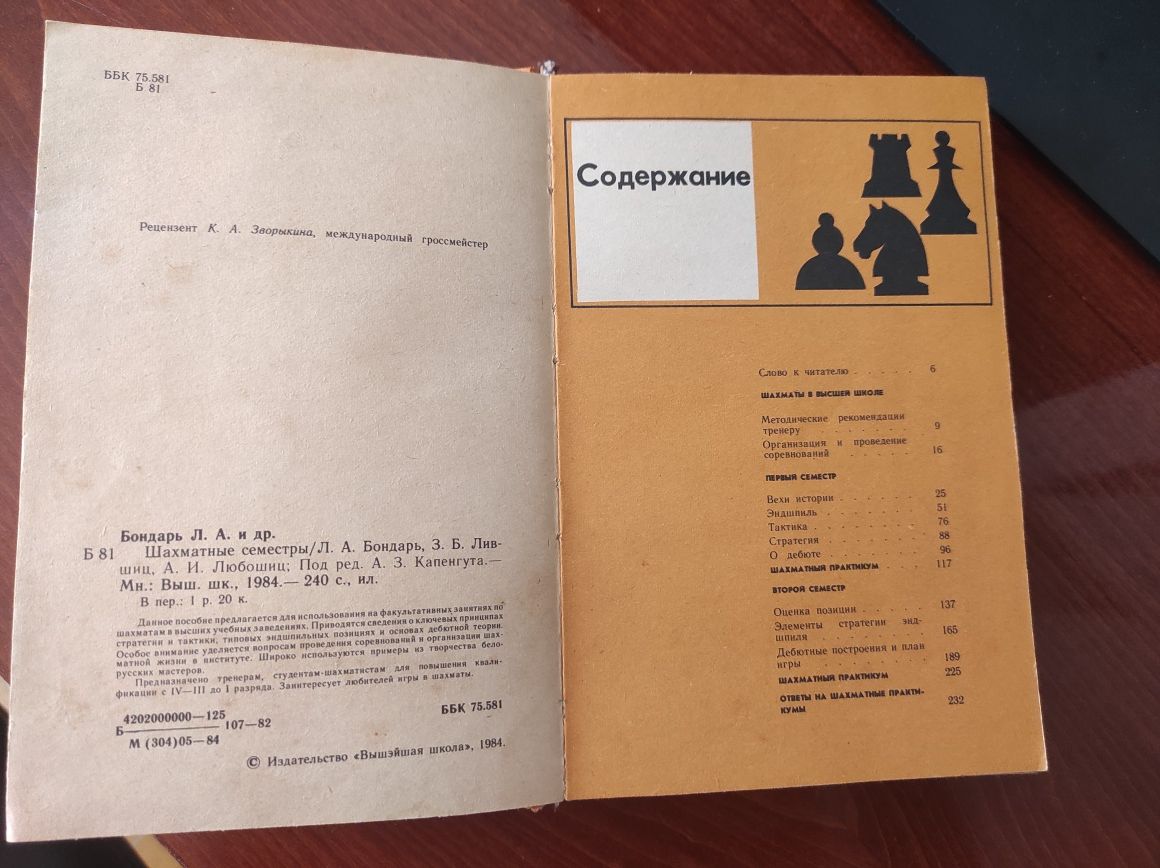 ББК 75.581
Б 81
Рецензент К. А. Зворыкина, международный гроссмейстер
Бондарь Л. А. и др.
Б 81 Шахматные семестры/Л. А. Бондарь, З. Б. Лив-
шиц, А. И. Любошиц; Под ред. А. З. Капенгута.—
Мн.: Выш. шк., 1984.— 240 с., ил.
В пер.: 1 р. 20 к.
Данное пособие предлагается для использования на факультативных занятиях по
шахматам в высших учебных заведениях. Приводятся сведения о ключевых принципах
стратегии и тактики, типовых эндшпильных позициях и основах дебютной теории.
Особое внимание уделяется вопросам проведения соревнований и организации шах-
матной жизни в институте. Широко используются примеры из творчества бело-
русских мастеров.
Предназначено тренерам, студентам-шахматистам для повышения квали-
фикации с IV—III до I разряда. Заинтересует любителей игры в шахматы.
4202000000—125
Б 107—82
М (304)05—84
ББК 75.581
© Издательство «Вышэйшая школа», 1984.
Содержание
Слово к читателю . . . . . 6
ШАХМАТЫ В ВЫСШЕЙ ШКОЛЕ
Методические рекомендации
тренеру . . . . . . . 9
Организация и проведение
соревнований . . . . . 16
ПЕРВЫЙ СЕМЕСТР
Вехи истории . . . . . . 25
Эндшпиль . . . . . . . 51
Тактика . . . . . . . 76
Стратегия . . . . . . . 88
О дебюте . . . . . . . 96
ШАХМАТНЫЙ ПРАКТИКУМ . . . 117
ВТОРОЙ СЕМЕСТР
Оценка позиции . . . . . 137
Элементы стратегии энд-
шпиля . . . . . . . 165
Дебютные построения и план
игры . . . . . . . . 189
ШАХМАТНЫЙ ПРАКТИКУМ . . . 225
ОТВЕТЫ НА ШАХМАТНЫЕ ПРАКТИ-
КУМЫ . . . . . . . . 232